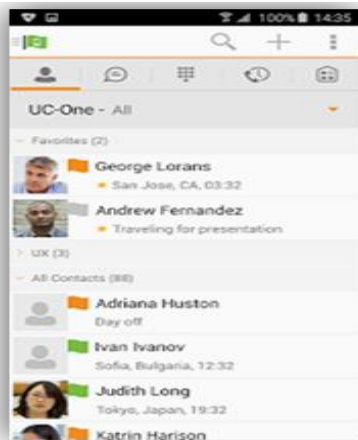 100% 14:35
UC-One - All
Favorites (2)
George Lorans
San Jose, CA, 03:32
Andrew Fernandez
Traveling for presentation
UX (3)
All Contacts (88)
Adriana Huston
Day off
Ivan Ivanov
Sofia, Bulgaria, 12:32
Judith Long
Tokyo, Japan, 19:32
Katrin Harison